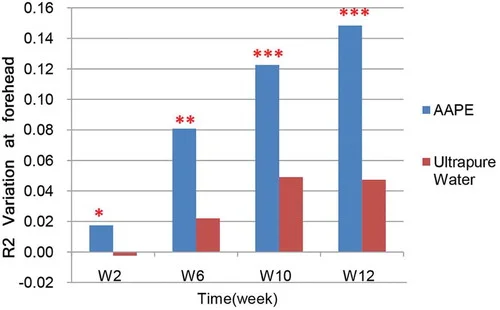 R2 Variation at forehead
0.16
0.14
0.12
0.10
0.08
0.06
0.04
0.02
0.00
-0.02
*
**
***
***
W2 W6 W10 W12
Time(week)
AAPE
Ultrapure
Water